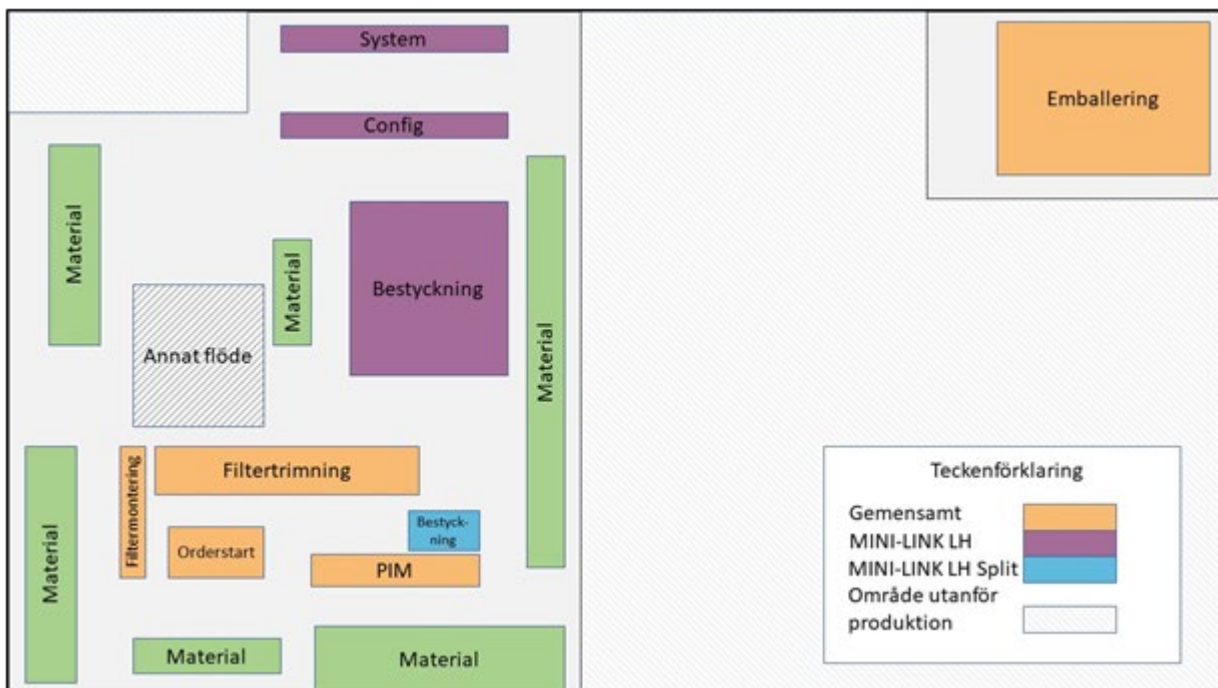 System
Emballering
Config
Material
Material
Bestyckning
Material
Annat flöde
Filtertrimning
Filtermontering
Bestyck-
ning
Orderstart
PIM
Material
Material
Material
Teckenförklaring
Gemensamt
MINI-LINK LH
MINI-LINK LH Split
Område utanför
produktion